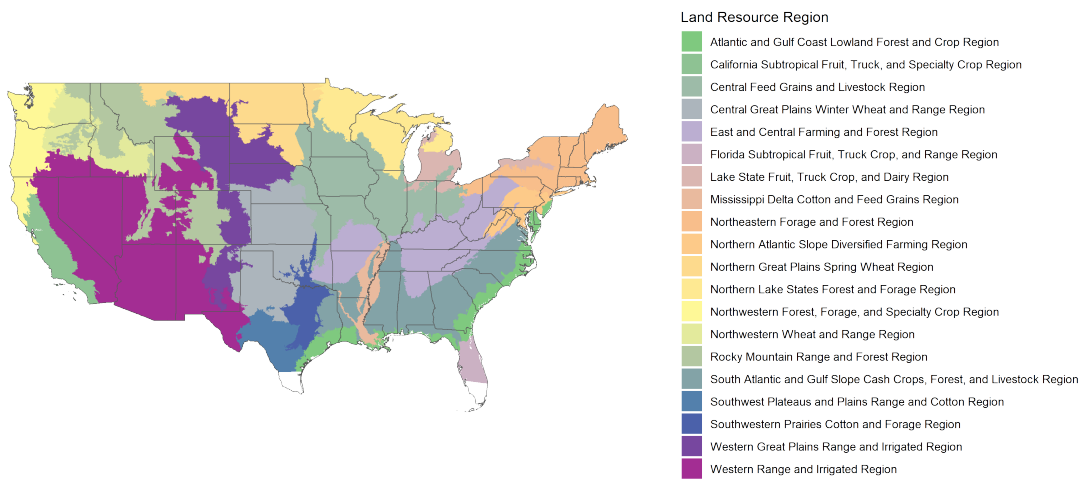 Land Resource Region
Atlantic and Gulf Coast Lowland Forest and Crop Region
California Subtropical Fruit, Truck, and Specialty Crop Region
Central Feed Grains and Livestock Region
Central Great Plains Winter Wheat and Range Region
East and Central Farming and Forest Region
Florida Subtropical Fruit, Truck Crop, and Range Region
Lake State Fruit, Truck Crop, and Dairy Region
Mississippi Delta Cotton and Feed Grains Region
Northeastern Forage and Forest Region
Northern Atlantic Slope Diversified Farming Region
Northern Great Plains Spring Wheat Region
Northern Lake States Forest and Forage Region
Northwestern Forest, Forage, and Specialty Crop Region
Northwestern Wheat and Range Region
Rocky Mountain Range and Forest Region
South Atlantic and Gulf Slope Cash Crops, Forest, and Livestock Region
Southwest Plateaus and Plains Range and Cotton Region
Southwestern Prairies Cotton and Forage Region
Western Great Plains Range and Irrigated Region
Western Range and Irrigated Region